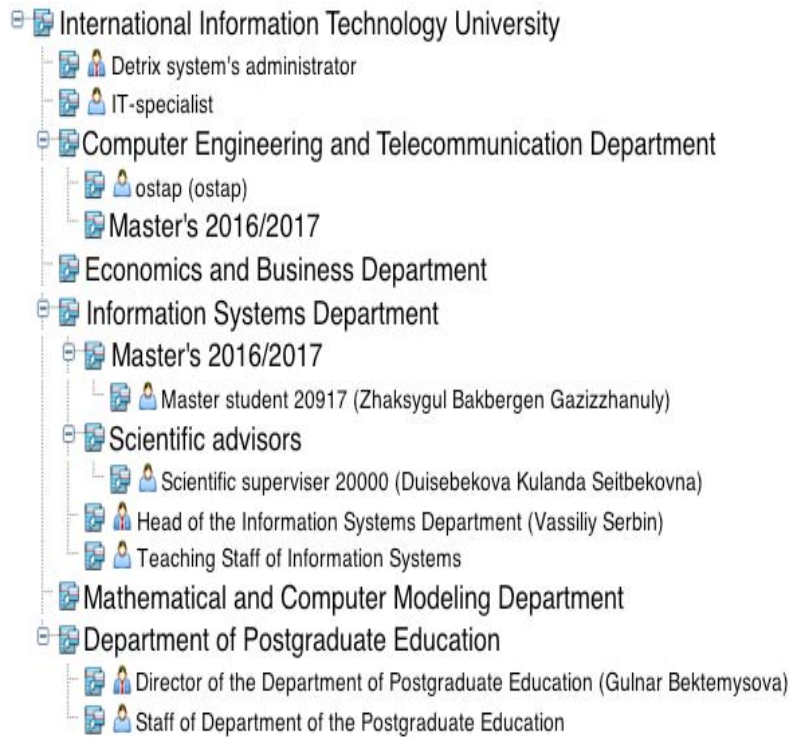 International Information Technology University
Detrix system's administrator
IT-specialist
Computer Engineering and Telecommunication Department
ostap (ostap)
Master's 2016/2017
Economics and Business Department
Information Systems Department
Master's 2016/2017
Master student 20917 (Zhaksygul Bakbergen Gazizzhanuly)
Scientific advisors
Scientific superviser 20000 (Duisebekova Kulanda Seitbekovna)
Head of the Information Systems Department (Vassiliy Serbin)
Teaching Staff of Information Systems
Mathematical and Computer Modeling Department
Department of Postgraduate Education
Director of the Department of Postgraduate Education (Gulnar Bektemysova)
Staff of Department of the Postgraduate Education